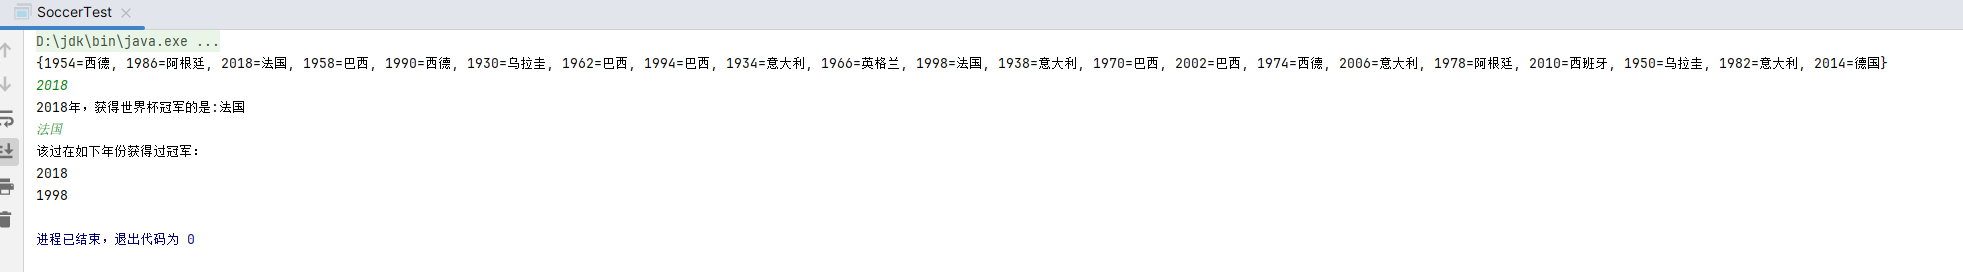 SoccerTest
D:\jdk\bin\java.exe ...
{1954=西德, 1986=阿根廷, 2018=法国, 1958=巴西, 1990=西德, 1930=乌拉圭, 1962=巴西, 1994=巴西, 1934=意大利, 1966=英格兰, 1998=法国, 1938=意大利, 1970=巴西, 2002=巴西, 1974=西德, 2006=意大利, 1978=阿根廷, 2010=西班牙, 1950=乌拉圭, 1982=意大利, 2014=德国}
2018
2018年，获得世界杯冠军的是:法国
法国
该过在如下年份获得过冠军：
2018
1998
进程已结束，退出代码为 0